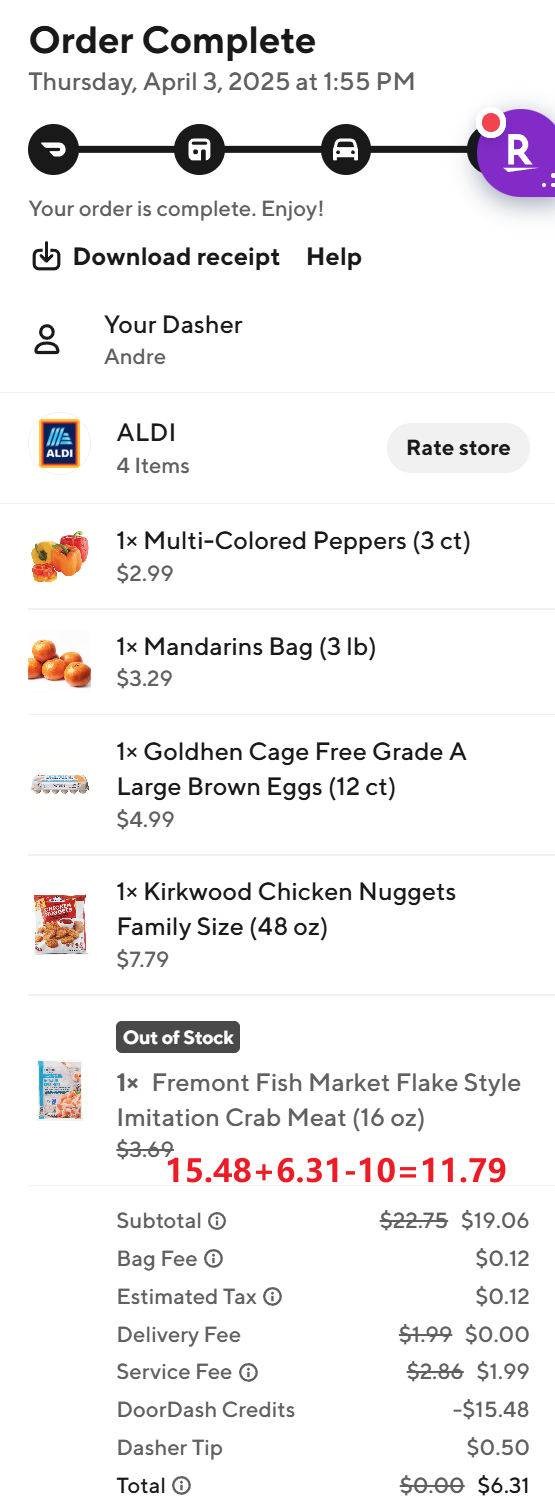 Order Complete
Thursday, April 3, 2025 at 1:55 PM
R
Your order is complete. Enjoy!
Download receipt Help
Your Dasher
Andre
ALDI
ALDI
4 Items
Rate store
1× Multi-Colored Peppers (3 ct)
$2.99
1× Mandarins Bag (3 lb)
$3.29
1× Goldhen Cage Free Grade A
Large Brown Eggs (12 ct)
$4.99
CHICKEN
NUGGETS
1× Kirkwood Chicken Nuggets
Family Size (48 oz)
$7.79
Out of Stock
1× Fremont Fish Market Flake Style
Imitation Crab Meat (16 oz)
$3.69
15.48+6.31-10=11.79
Subtotal $22.75 $19.06
Bag Fee $0.12
Estimated Tax $0.12
Delivery Fee $1.99 $0.00
Service Fee $2.86 $1.99
DoorDash Credits -$15.48
Dasher Tip $0.50
Total $0.00 $6.31